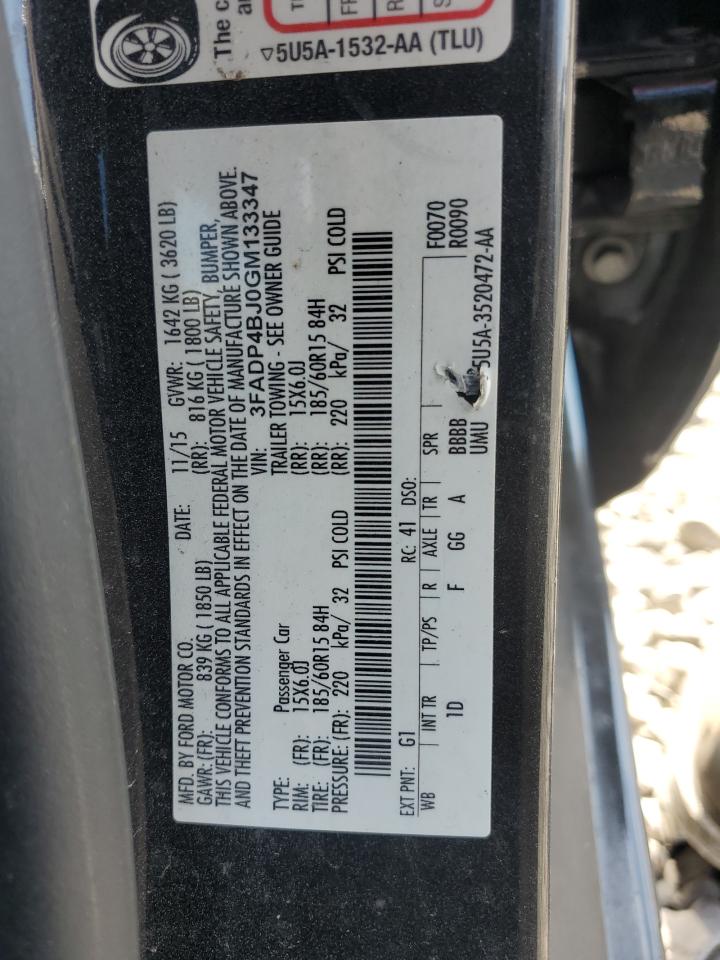 The c
an
▽5U5A-1532-AA (TLU)
MFD. BY FORD MOTOR CO. DATE: 11/15 GVWR: 1642 KG ( 3620 LB)
GAWR: (FR): 839 KG ( 1850 LB) (RR): 816 KG ( 1800 LB)
THIS VEHICLE CONFORMS TO ALL APPLICABLE FEDERAL MOTOR VEHICLE SAFETY, BUMPER,
AND THEFT PREVENTION STANDARDS IN EFFECT ON THE DATE OF MANUFACTURE SHOWN ABOVE.
VIN: 3FADP4BJ0GM133347
TYPE: Passenger Car TRAILER TOWING - SEE OWNER GUIDE
RIM: (FR): 15X6.0J (RR): 15X6.0J
TIRE: (FR): 185/60R15 84H (RR): 185/60R15 84H
PRESSURE: (FR): 220 kPa/ 32 PSI COLD (RR): 220 kPa/ 32 PSI COLD
EXT PNT: G1 RC: 41 DSO: F0070
WB INT TR TP/PS R AXLE TR SPR R0090
1D F GG A BBBB
UMU 5U5A-3520472-AA